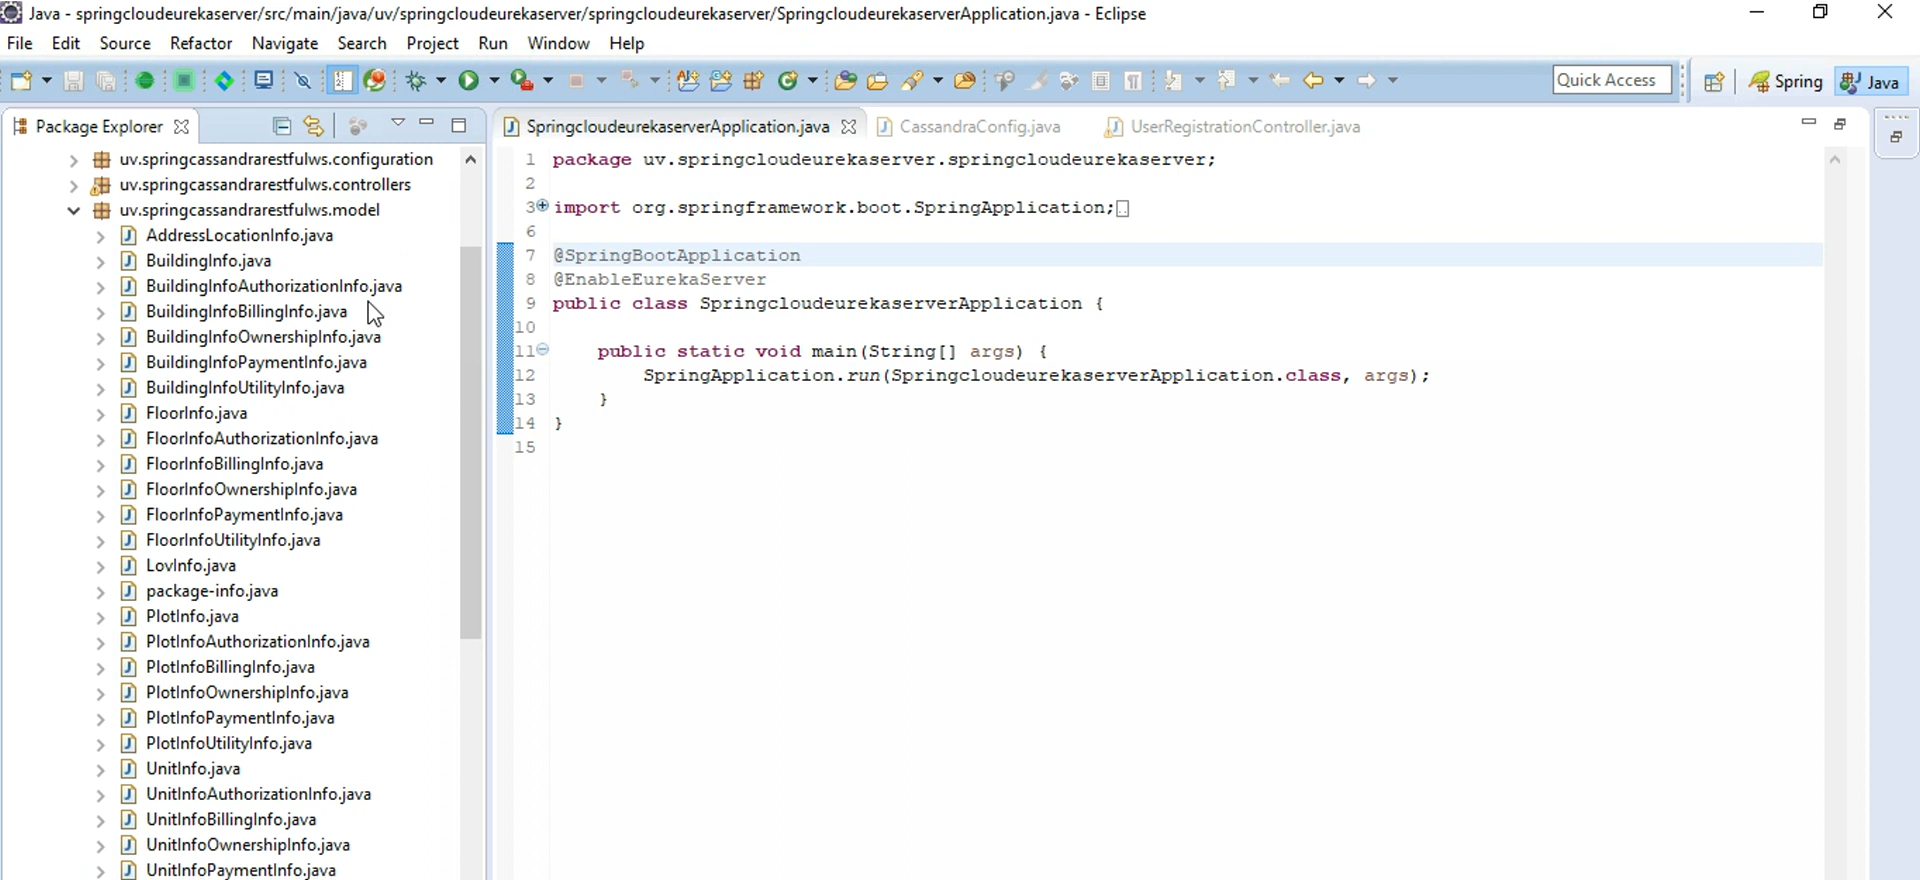 Java - springcloudeurekaserver/src/main/java/uv/springcloudeurekaserver/springcloudeurekaserver/SpringcloudeurekaserverApplication.java - Eclipse
File Edit Source Refactor Navigate Search Project Run Window Help
Quick Access Spring Java
Package Explorer
uv.springcassandrarestfulws.configuration
uv.springcassandrarestfulws.controllers
uv.springcassandrarestfulws.model
AddressLocationInfo.java
BuildingInfo.java
BuildingInfoAuthorizationInfo.java
BuildingInfoBillingInfo.java
BuildingInfoOwnershipInfo.java
BuildingInfoPaymentInfo.java
BuildingInfoUtilityInfo.java
FloorInfo.java
FloorInfoAuthorizationInfo.java
FloorInfoBillingInfo.java
FloorInfoOwnershipInfo.java
FloorInfoPaymentInfo.java
FloorInfoUtilityInfo.java
LovInfo.java
package-info.java
PlotInfo.java
PlotInfoAuthorizationInfo.java
PlotInfoBillingInfo.java
PlotInfoOwnershipInfo.java
PlotInfoPaymentInfo.java
PlotInfoUtilityInfo.java
UnitInfo.java
UnitInfoAuthorizationInfo.java
UnitInfoBillingInfo.java
UnitInfoOwnershipInfo.java
UnitInfoPaymentInfo.java
SpringcloudeurekaserverApplication.java CassandraConfig.java UserRegistrationController.java
1 package uv.springcloudeurekaserver.springcloudeurekaserver;
2
3 import org.springframework.boot.SpringApplication;
6
7 @SpringBootApplication
8 @EnableEurekaServer
9 public class SpringcloudeurekaserverApplication {
10
11 public static void main(String[] args) {
12 SpringApplication.run(SpringcloudeurekaserverApplication.class, args);
13 }
14 }
15